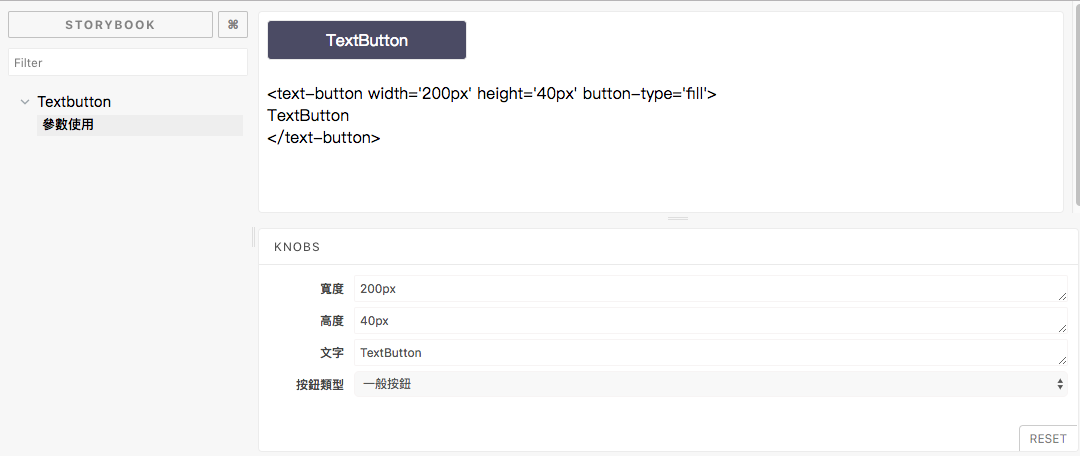 STORYBOOK ⌘
Filter
Textbutton
參數使用
TextButton
<text-button width='200px' height='40px' button-type='fill'>
TextButton
</text-button>
KNOBS
寬度 200px
高度 40px
文字 TextButton
按鈕類型 一般按鈕
RESET